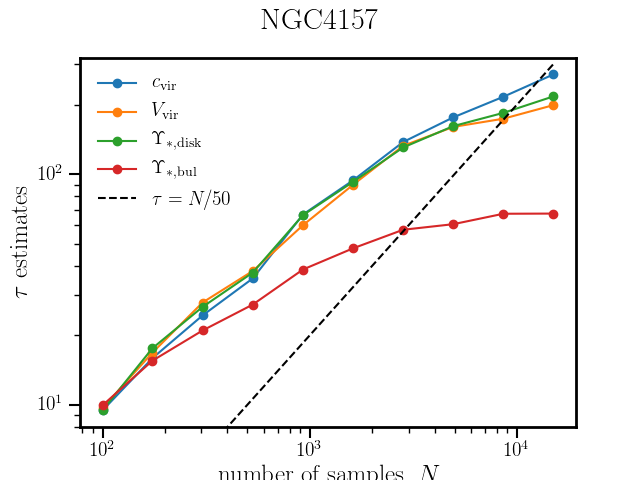 NGC4157
c_vir
V_vir
Υ_{*,disk}
Υ_{*,bul}
τ = N/50
τ estimates
10^2
10^1
10^2
10^3
10^4
number of samples, N